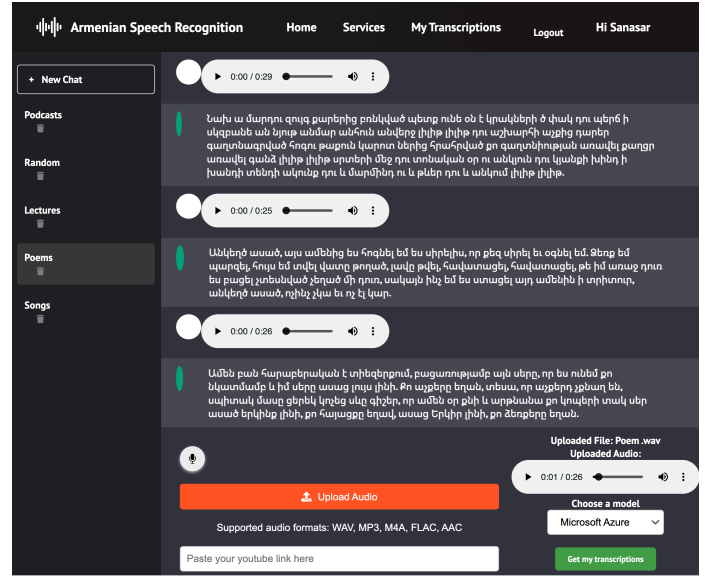 Armenian Speech Recognition
Home
Services
My Transcriptions
Logout
Hi Sanasar
+ New Chat
Podcasts
Random
Lectures
Poems
Songs
0:00 / 0:29
Նախ ա մարդու զույգ քարերից բռնկված պետք ունե օն է կրակների ծ փակ դու պերճ ի
սկզբանե ան նյութ անմար անհուն անվերջ լիլիթ լիլիթ դու աշխարհի աչքից դարեր
գաղտնագրված հոգու թաքուն կարոտ ներից հրահրված քո գաղտնիության առավել քաղցր
առավել գանձ լիլիթ լիլիթ սրտերի մեջ դու տոնական օր ու անկյուն դու կյանքի խինդ ի
խանդի տենդի ակունք դու և մարմինդ ու և թևեր դու և անկում լիլիթ լիլիթ.
0:00 / 0:25
Անկեղծ ասած, այս ամենից ես հոգնել եմ ես սիրելիս, որ քեզ սիրել եւ օգնել եմ. Ձեռք եմ
պարզել, հույս եմ տվել վատը թողած, լավը թվել, հավատացել, հավատացել, թե իմ առաջ դուռ
ես բացել չտեսնված չեղած մի դուռ, սակայն ինչ եմ ես ստացել այդ ամենին ի տրիտուր,
անկեղծ ասած, ոչինչ չկա եւ ոչ էլ կար.
0:00 / 0:26
Ամեն բան հարաբերական է տիեզերքում, բացառությամբ այն սերը, որ ես ունեմ քո
նկատմամբ և իմ սերը ասաց լույս լինի. Քո աչքերը եղան, տեսա, որ աչքերդ չքնաղ են,
սպիտակ մասը ցերեկ կոչեց սևը գիշեր, որ ամեն օր քնի և արթնանա քո կոպերի տակ սեր
ասած երկինք լինի, քո հայացքը եղավ, ասաց Երկիր լինի, քո ձեռքերը եղան.
Uploaded File: Poem .wav
Uploaded Audio:
0:01 / 0:26
Upload Audio
Choose a model
Microsoft Azure
Supported audio formats: WAV, MP3, M4A, FLAC, AAC
Paste your youtube link here
Get my transcriptions